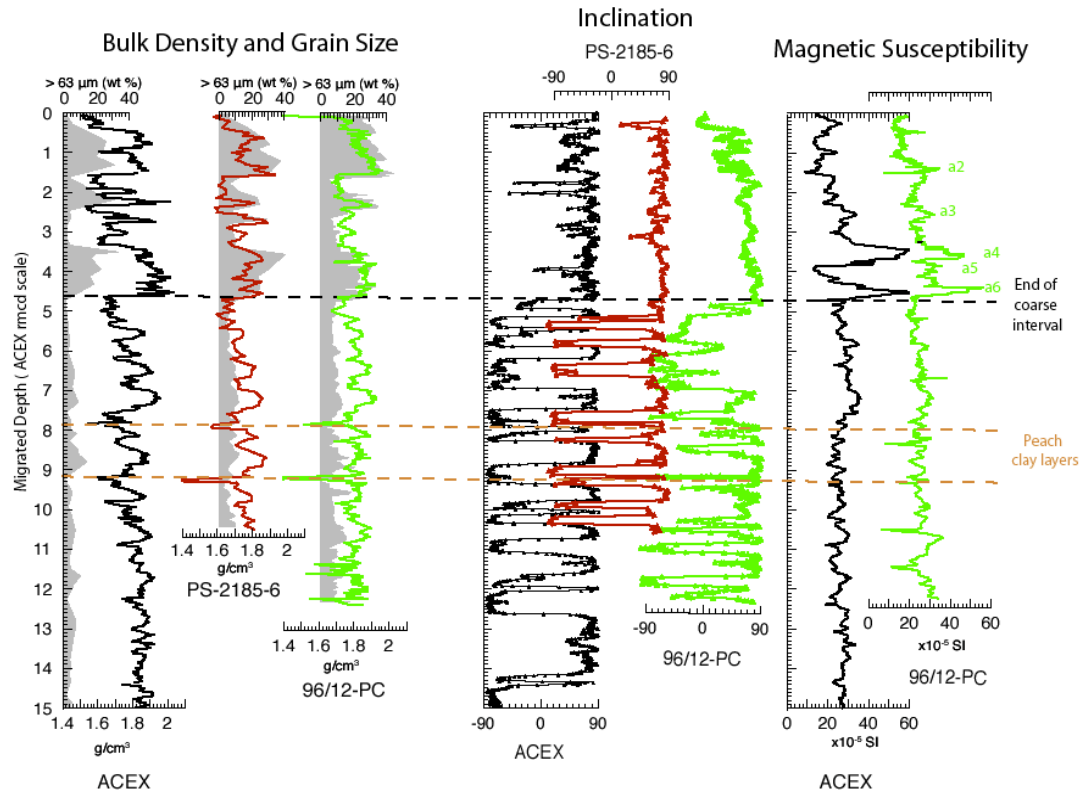 Inclination
Bulk Density and Grain Size
PS-2185-6
Magnetic Susceptibility
-90 0 90
> 63 µm (wt %) > 63 µm (wt %) > 63 µm (wt %)
0 20 40 0 20 40 0 20 40
0
1
2
3
4
5
6
7
8
9
10
11
12
13
14
15
Migrated Depth ( ACEX rmcd scale)
a2
a3
a4
a5
a6
End of
coarse
interval
Peach
clay layers
1.4 1.6 1.8 2
g/cm³
PS-2185-6
1.4 1.6 1.8 2
g/cm³
96/12-PC
-90 0 90
96/12-PC
0 20 40 60
x10⁻⁵ SI
96/12-PC
1.4 1.6 1.8 2
g/cm³
ACEX
-90 0 90
ACEX
0 20 40 60
x10⁻⁵ SI
ACEX